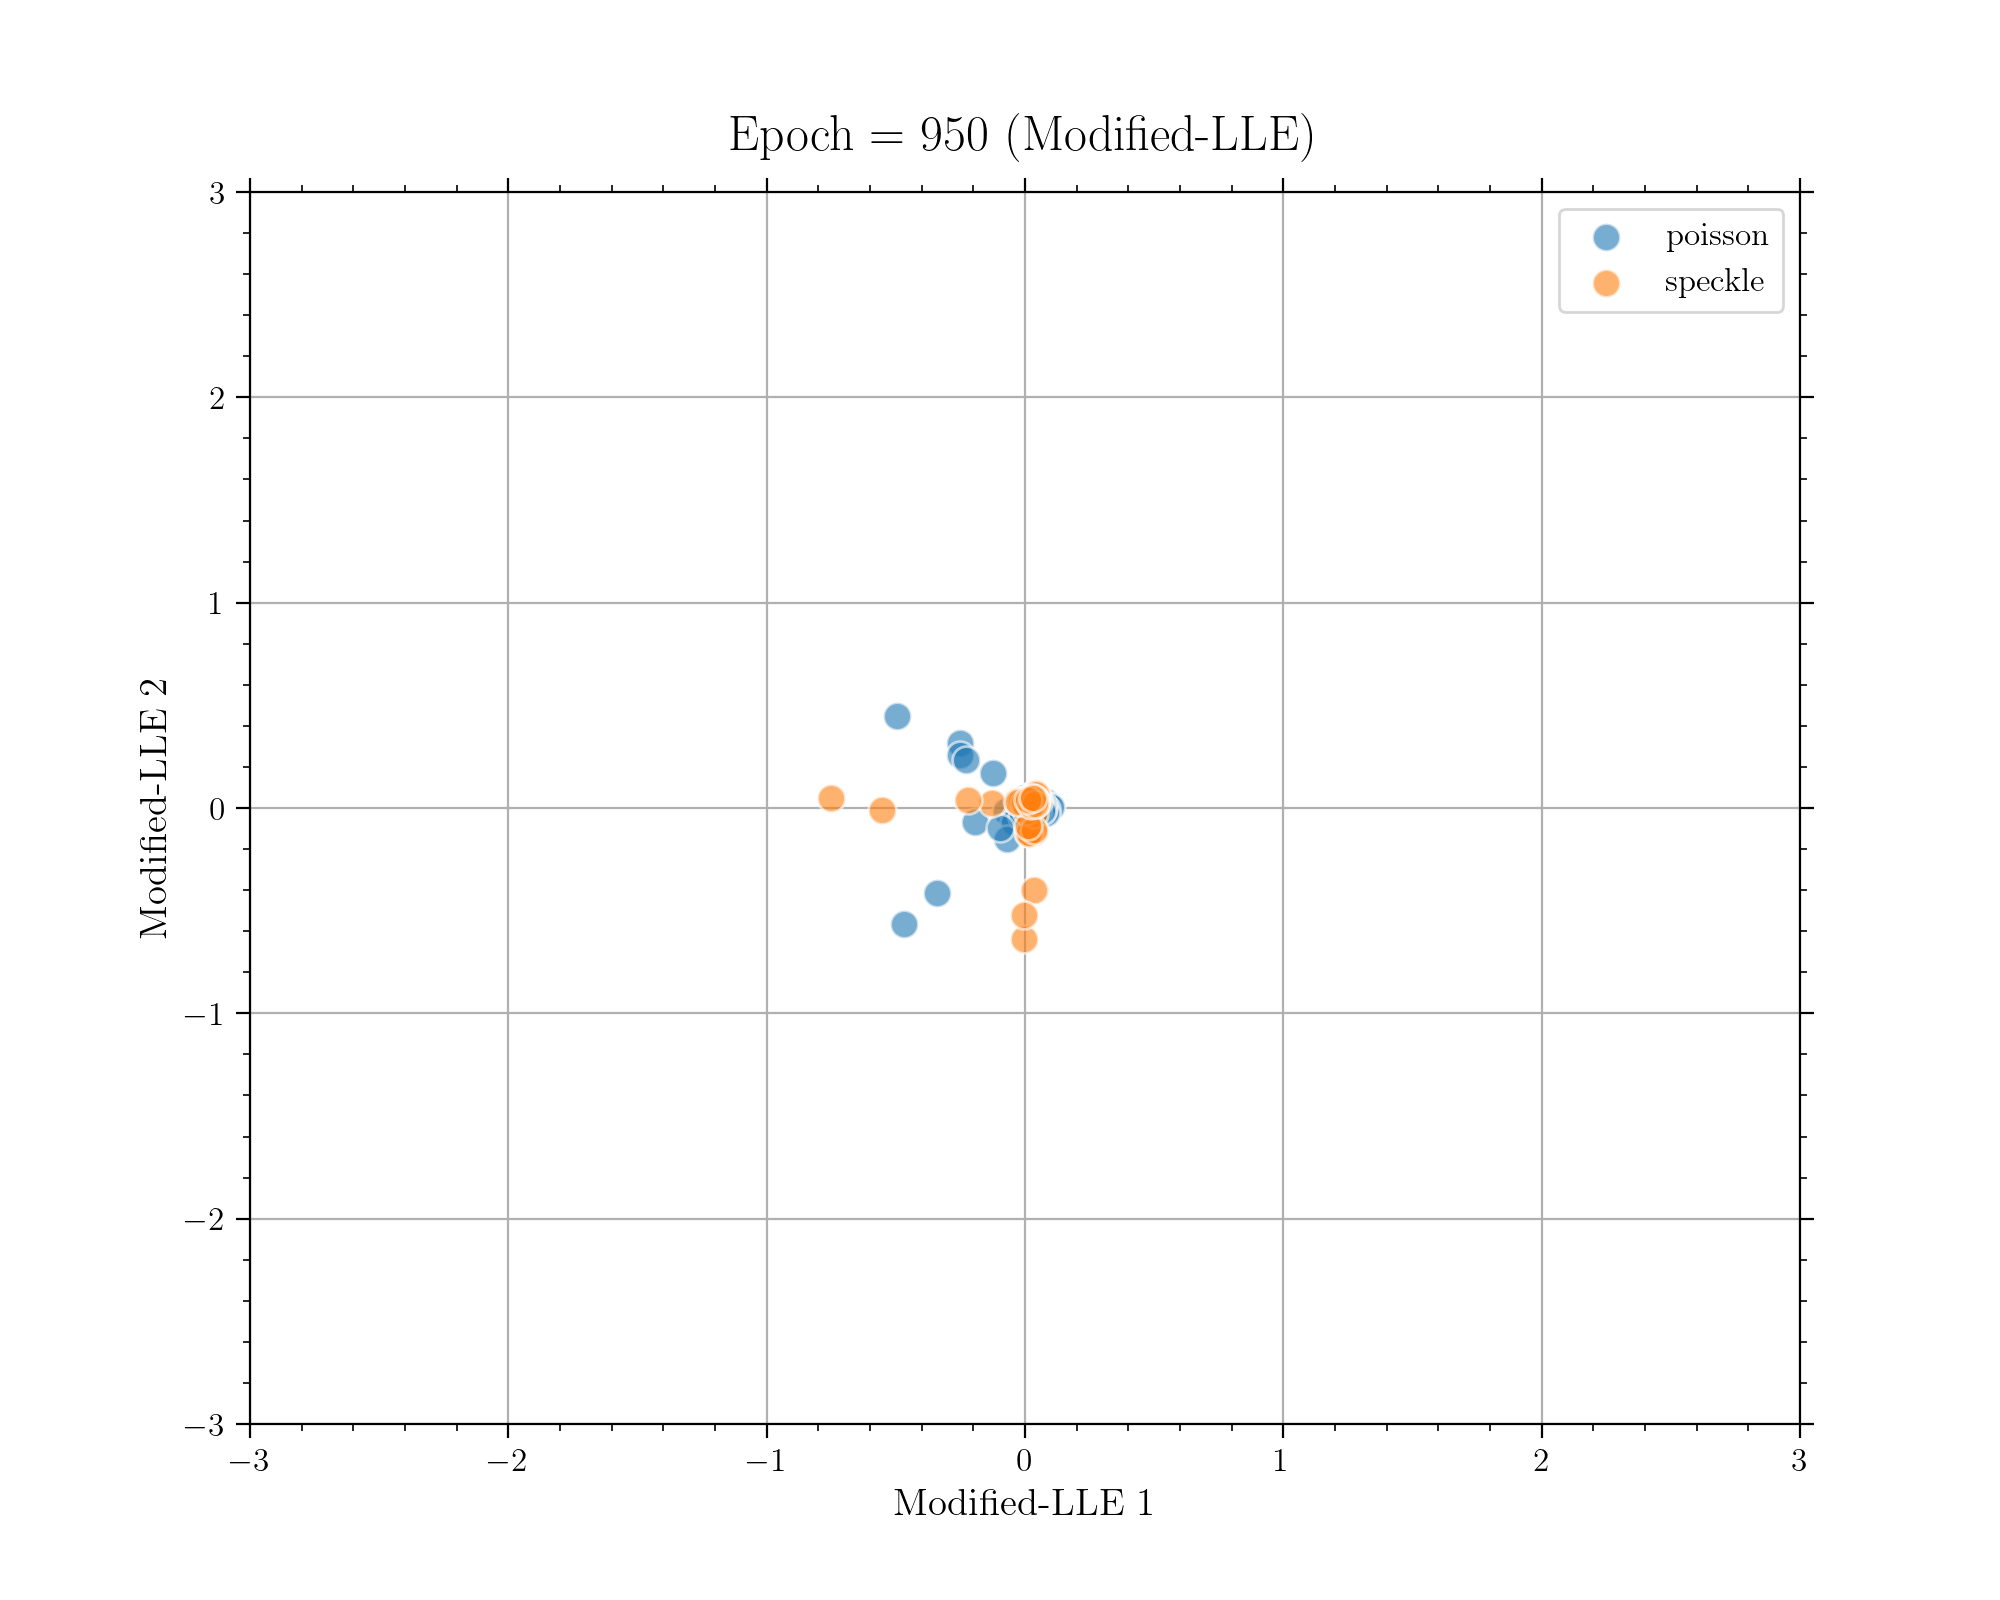 Epoch = 950 (Modified-LLE)
3
2
1
0
−1
−2
−3
Modified-LLE 2
poisson
speckle
−3 −2 −1 0 1 2 3
Modified-LLE 1